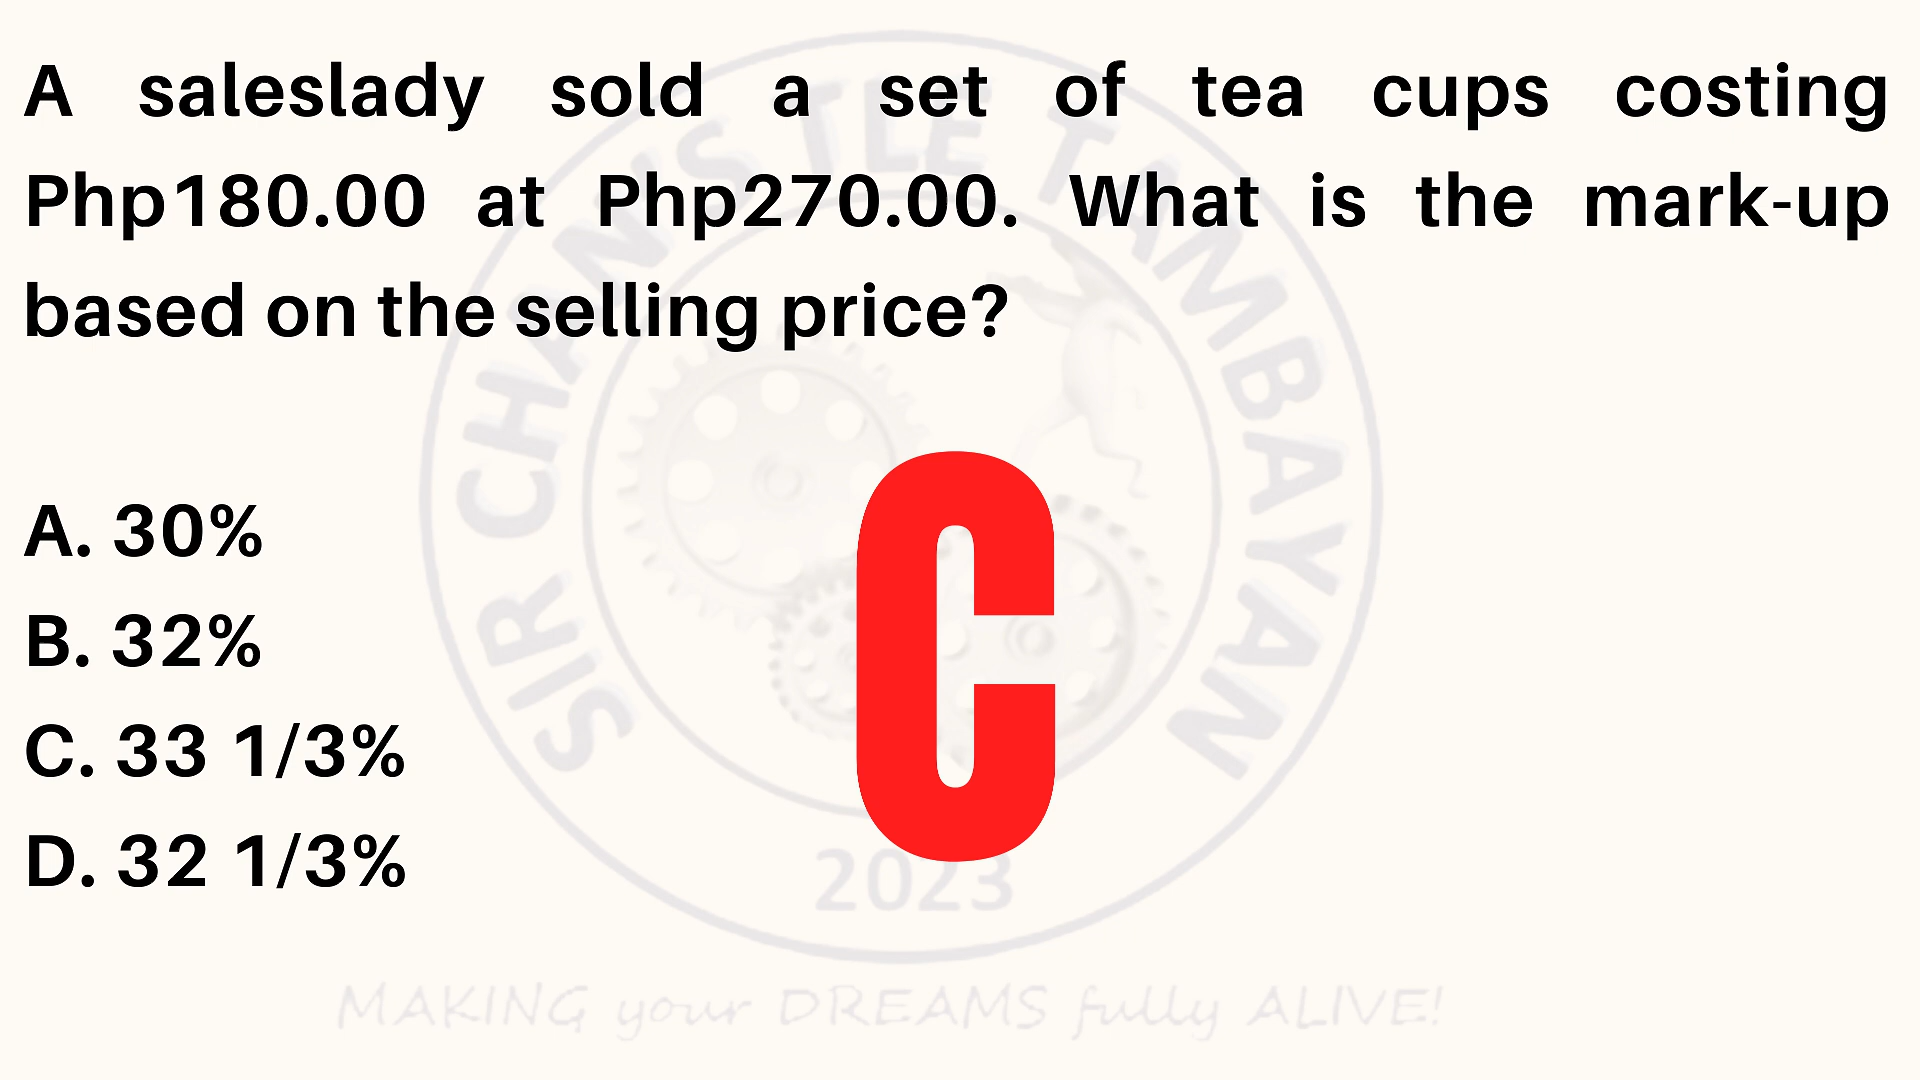 A saleslady sold a set of tea cups costing
Php180.00 at Php270.00. What is the mark-up
based on the selling price?
A. 30%
B. 32%
C. 33 1/3%
D. 32 1/3%
C
SIR CHAN'S TLE TAMBAYAN
2023
MAKING your DREAMS fully ALIVE!